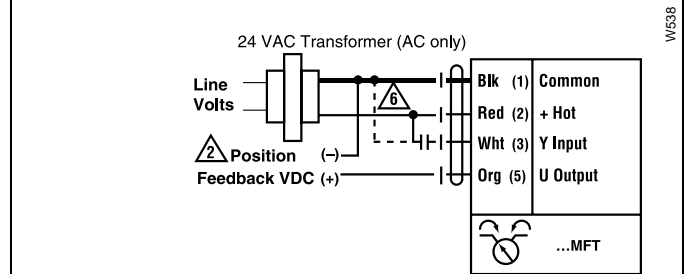 W538
24 VAC Transformer (AC only)
Line
Volts
Blk (1) Common
6
Red (2) + Hot
Wht (3) Y Input
2 Position (–)
Feedback VDC (+)
Org (5) U Output
...MFT